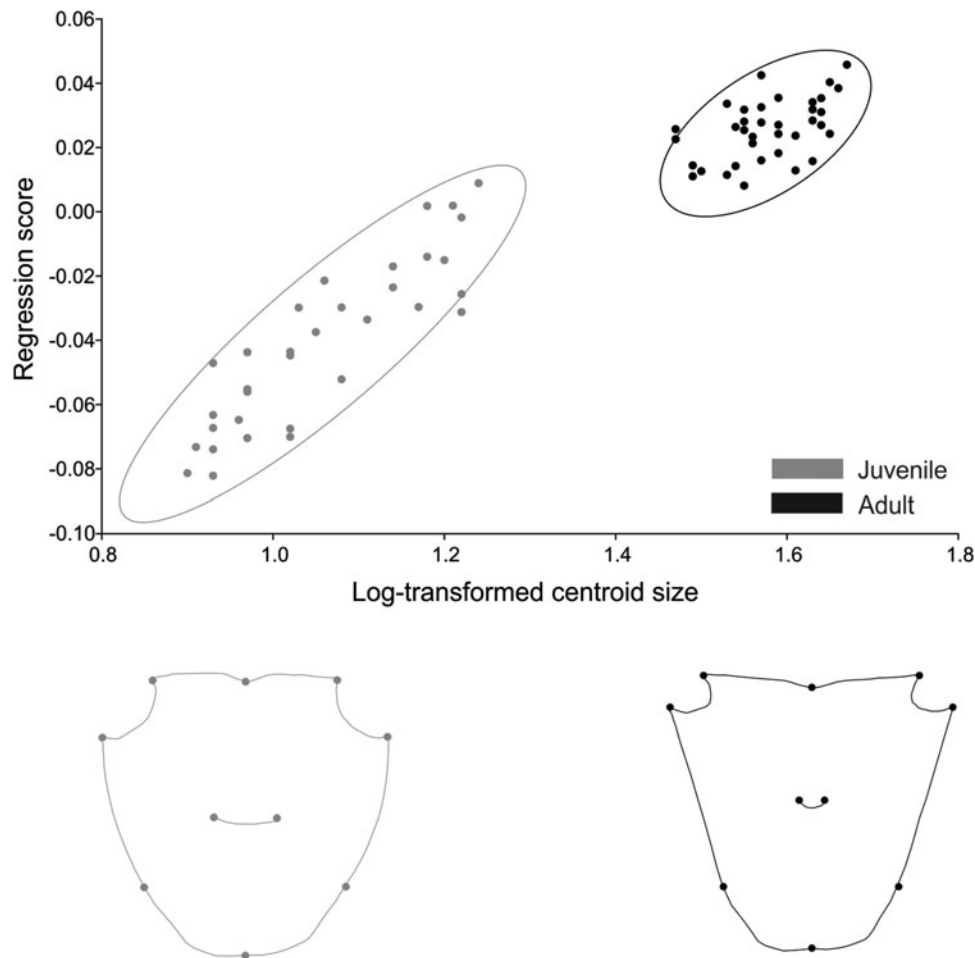 0.06
0.04
0.02
0.00
-0.02
-0.04
-0.06
-0.08
-0.10
Regression score
Juvenile
Adult
0.8 1.0 1.2 1.4 1.6 1.8
Log-transformed centroid size